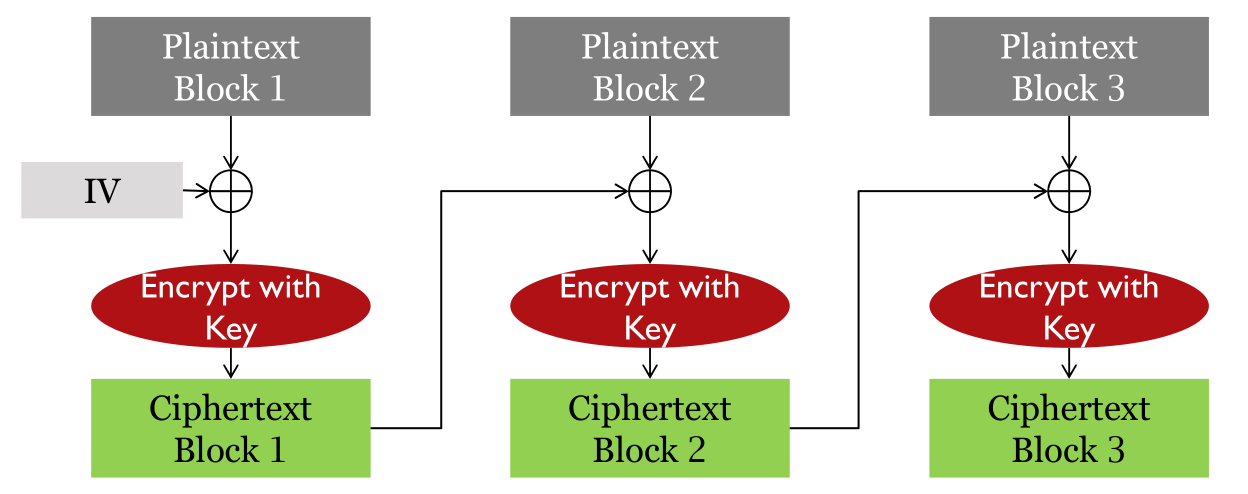 Plaintext
Block 1
Plaintext
Block 2
Plaintext
Block 3
IV
Encrypt with
Key
Encrypt with
Key
Encrypt with
Key
Ciphertext
Block 1
Ciphertext
Block 2
Ciphertext
Block 3